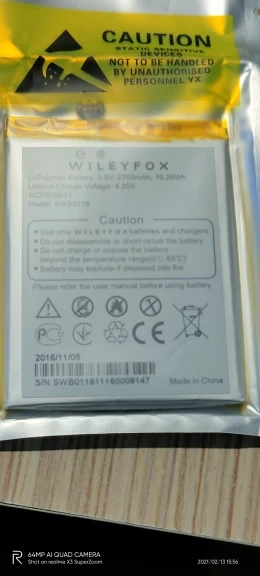 CAUTION
STATIC SENSITIVE
DEVICES
NOT TO BE HANDLED
BY UNAUTHORISED
PERSONNEL YX
WILEYFOX
Li-Polymer Battery: 3.8V, 2700mAh, 10.26Wh
Limited Charge Voltage: 4.35V
Model:
Caution
• Use only WILEYFOX batteries and chargers
• Do not disassemble or short-circuit the battery
• Do not charge or expose the battery
beyond the temperature range(5°C-55°C)
• Battery may explode if disposed into fire
Please refer the user manual before using battery
2016/11/05
S/N:SWB011611160008147 Made in China
64MP AI QUAD CAMERA
Shot on realme X3 SuperZoom
2021/02/13 15:56